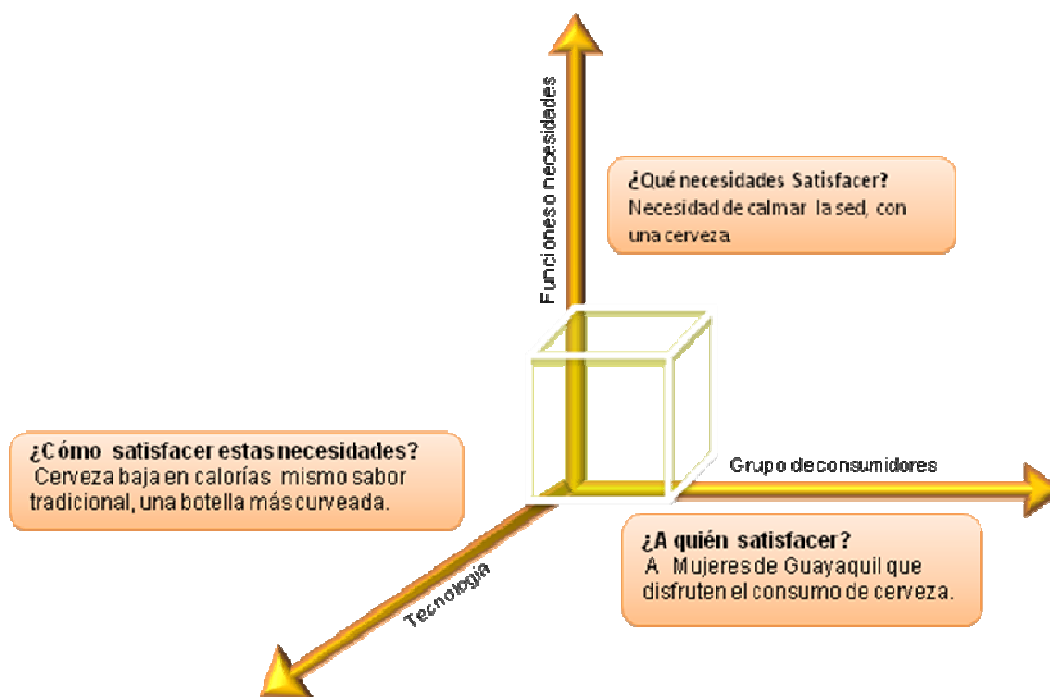 Funciones o necesidades
¿Qué necesidades Satisfacer?
Necesidad de calmar la sed, con
una cerveza
¿Cómo satisfacer estas necesidades?
Cerveza baja en calorías mismo sabor
tradicional, una botella más curveada.
Grupo de consumidores
¿A quién satisfacer?
A Mujeres de Guayaquil que
disfruten el consumo de cerveza.
Tecnología